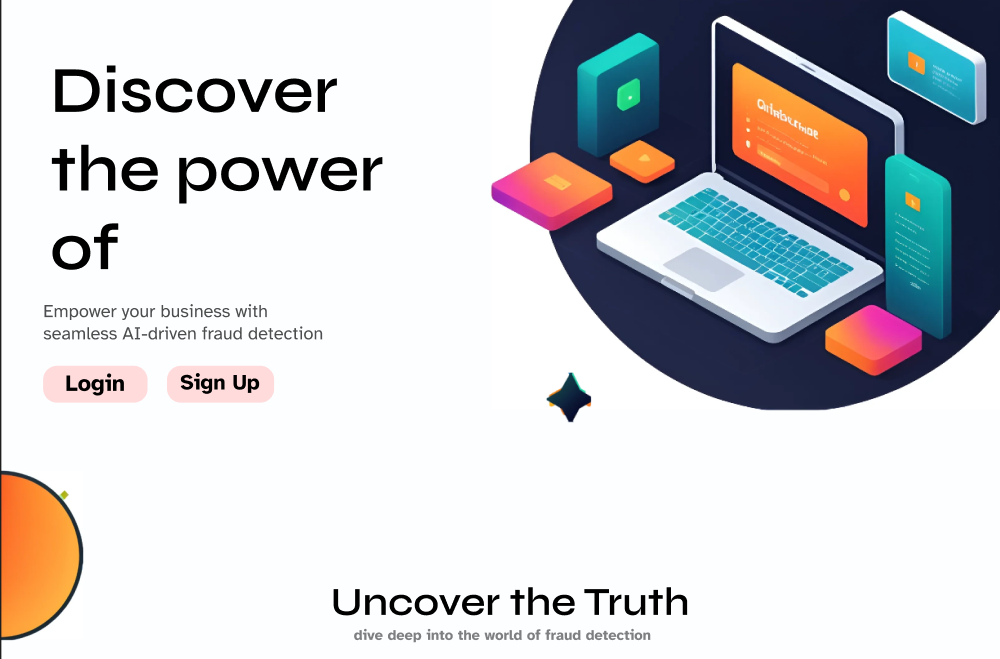 Discover
the power
of
Empower your business with
seamless AI-driven fraud detection
Login
Sign Up
Uncover the Truth
dive deep into the world of fraud detection